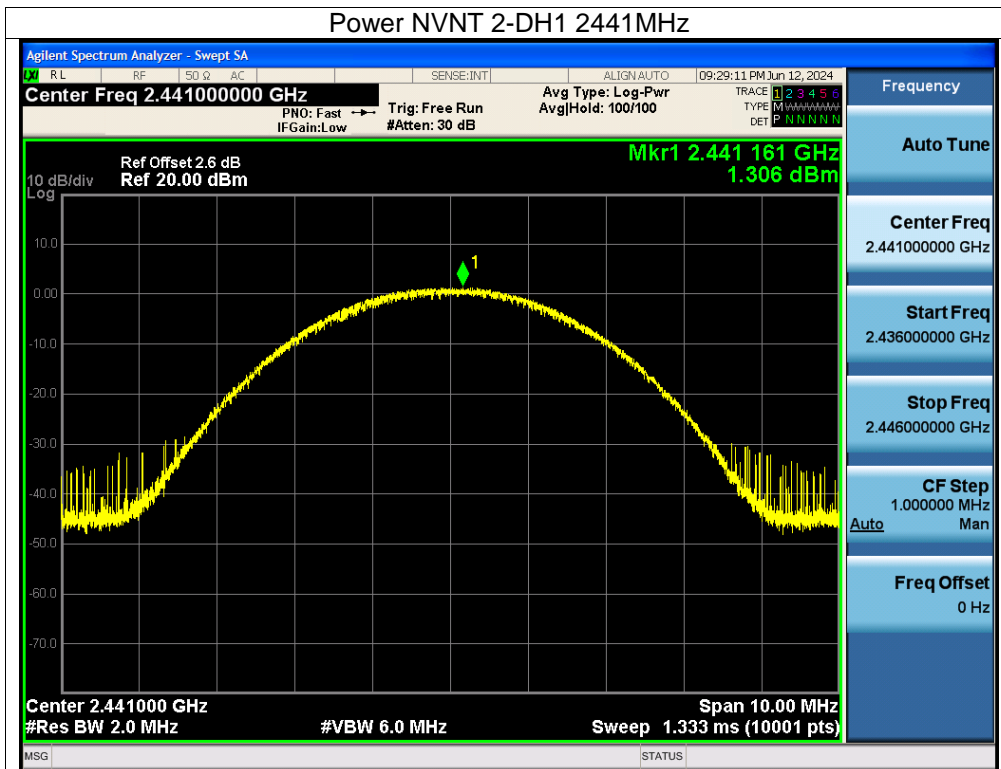 Power NVNT 2-DH1 2441MHz
Agilent Spectrum Analyzer - Swept SA
LXI RL RF 50 Ω AC SENSE:INT ALIGN AUTO 09:29:11 PM Jun 12, 2024
Center Freq 2.441000000 GHz
PNO: Fast
IFGain:Low
Trig: Free Run
#Atten: 30 dB
Avg Type: Log-Pwr
Avg|Hold: 100/100
TRACE 1 2 3 4 5 6
TYPE M W W W W W
DET P N N N N N
Mkr1 2.441 161 GHz
1.306 dBm
Ref Offset 2.6 dB
10 dB/div Ref 20.00 dBm
Log
10.0
0.00
-10.0
-20.0
-30.0
-40.0
-50.0
-60.0
-70.0
1
Center 2.441000 GHz Span 10.00 MHz
#Res BW 2.0 MHz #VBW 6.0 MHz Sweep 1.333 ms (10001 pts)
MSG STATUS
Frequency
Auto Tune
Center Freq
2.441000000 GHz
Start Freq
2.436000000 GHz
Stop Freq
2.446000000 GHz
CF Step
1.000000 MHz
Auto Man
Freq Offset
0 Hz